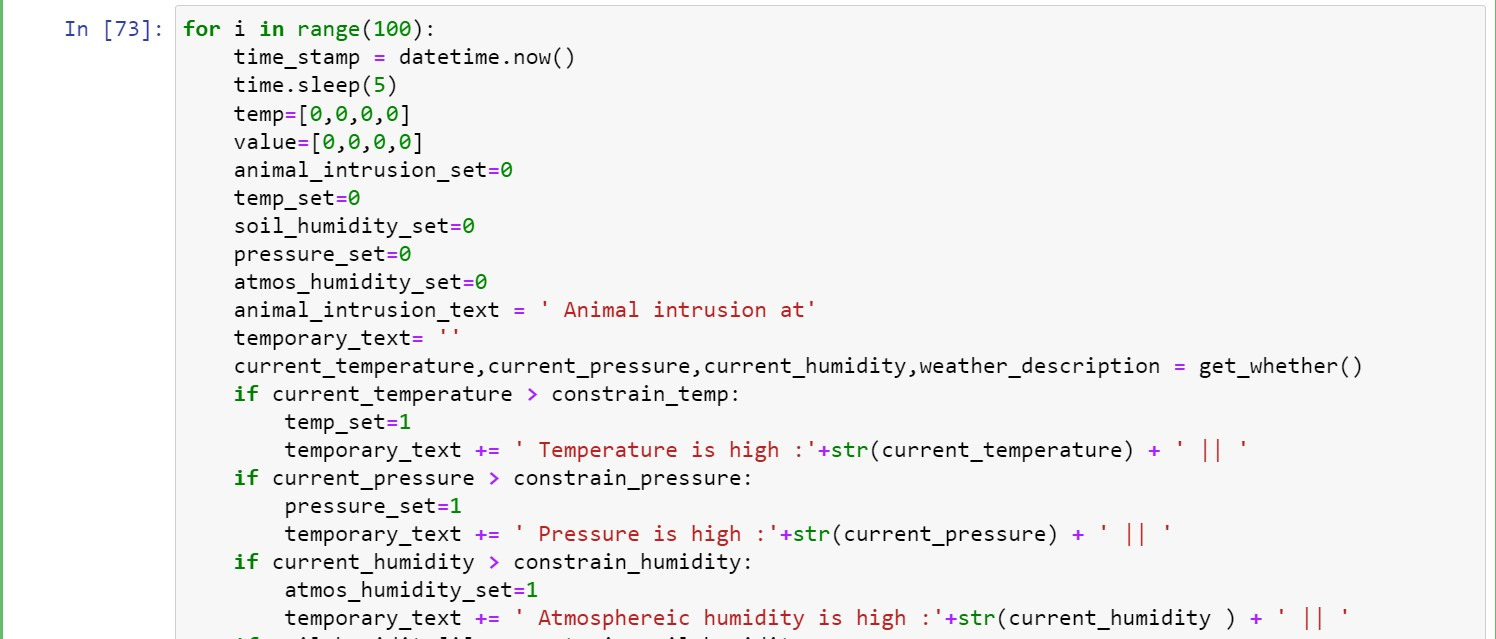 In [73]: for i in range(100):
    time_stamp = datetime.now()
    time.sleep(5)
    temp=[0,0,0,0]
    value=[0,0,0,0]
    animal_intrusion_set=0
    temp_set=0
    soil_humidity_set=0
    pressure_set=0
    atmos_humidity_set=0
    animal_intrusion_text = ' Animal intrusion at'
    temporary_text= ''
    current_temperature,current_pressure,current_humidity,weather_description = get_whether()
    if current_temperature > constrain_temp:
        temp_set=1
        temporary_text += ' Temperature is high :'+str(current_temperature) + ' || '
    if current_pressure > constrain_pressure:
        pressure_set=1
        temporary_text += ' Pressure is high :'+str(current_pressure) + ' || '
    if current_humidity > constrain_humidity:
        atmos_humidity_set=1
        temporary_text += ' Atmosphereic humidity is high :'+str(current_humidity ) + ' || '